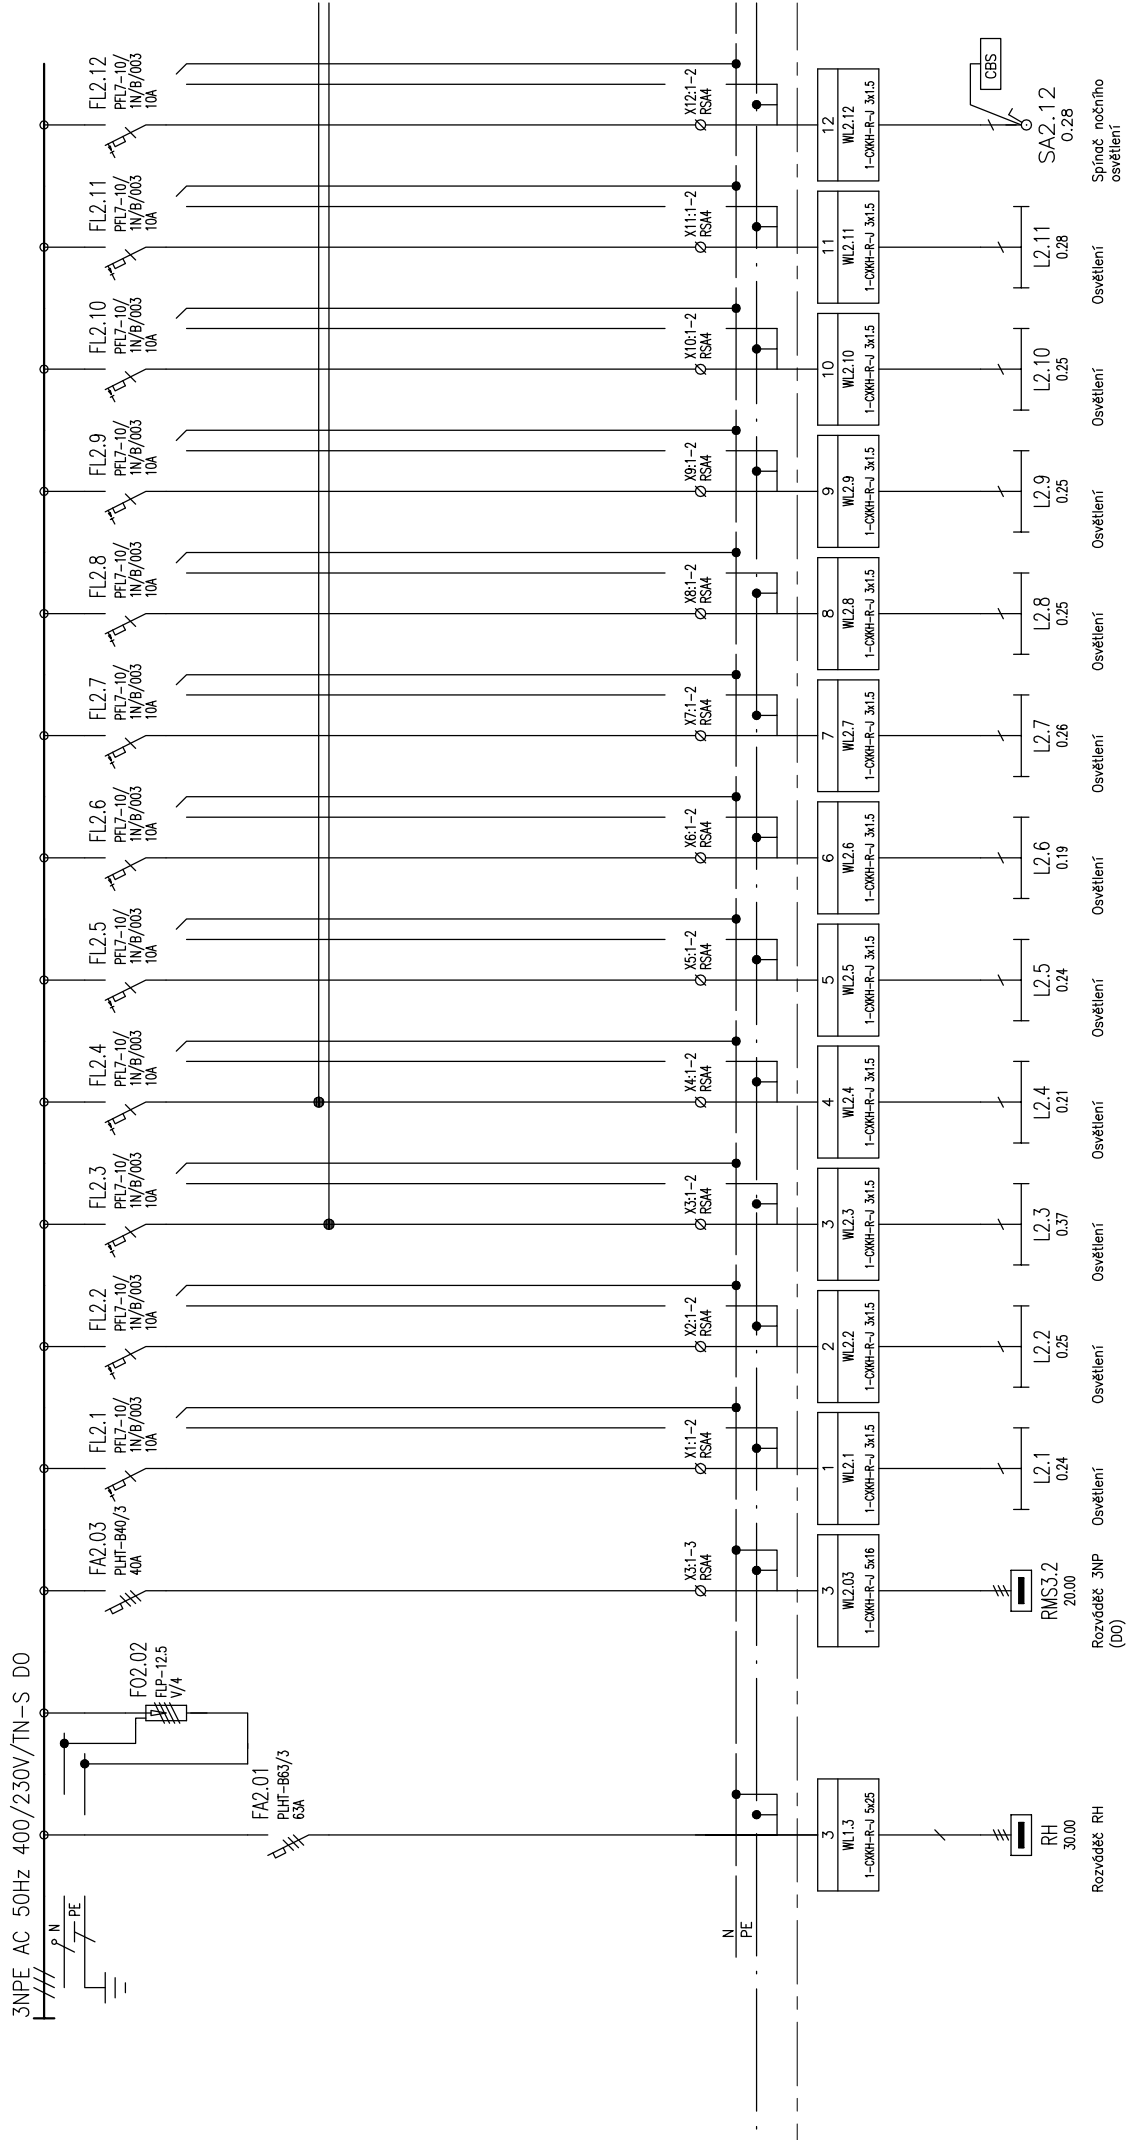 3NPE AC 50Hz 400/230V/TN-S DO
N
PE
FO2.02
FLP-12.5
V/4
FA2.01
PLHT-B63/3
63A
N
PE
3
WL1.3
1-CXKH-R-J 5x25
RH
30.00
Rozváděč RH
FA2.03
PLHT-B40/3
40A
X3:1-3
RSA4
3
WL2.03
1-CXKH-R-J 5x16
RMS3.2
20.00
Rozváděč 3NP
(DO)
FL2.1
PFL7-10/
1N/B/003
10A
X1:1-2
RSA4
1
WL2.1
1-CXKH-R-J 3x1.5
L2.1
0.24
Osvětlení
FL2.2
PFL7-10/
1N/B/003
10A
X2:1-2
RSA4
2
WL2.2
1-CXKH-R-J 3x1.5
L2.2
0.25
Osvětlení
FL2.3
PFL7-10/
1N/B/003
10A
X3:1-2
RSA4
3
WL2.3
1-CXKH-R-J 3x1.5
L2.3
0.37
Osvětlení
FL2.4
PFL7-10/
1N/B/003
10A
X4:1-2
RSA4
4
WL2.4
1-CXKH-R-J 3x1.5
L2.4
0.21
Osvětlení
FL2.5
PFL7-10/
1N/B/003
10A
X5:1-2
RSA4
5
WL2.5
1-CXKH-R-J 3x1.5
L2.5
0.24
Osvětlení
FL2.6
PFL7-10/
1N/B/003
10A
X6:1-2
RSA4
6
WL2.6
1-CXKH-R-J 3x1.5
L2.6
0.19
Osvětlení
FL2.7
PFL7-10/
1N/B/003
10A
X7:1-2
RSA4
7
WL2.7
1-CXKH-R-J 3x1.5
L2.7
0.26
Osvětlení
FL2.8
PFL7-10/
1N/B/003
10A
X8:1-2
RSA4
8
WL2.8
1-CXKH-R-J 3x1.5
L2.8
0.25
Osvětlení
FL2.9
PFL7-10/
1N/B/003
10A
X9:1-2
RSA4
9
WL2.9
1-CXKH-R-J 3x1.5
L2.9
0.25
Osvětlení
FL2.10
PFL7-10/
1N/B/003
10A
X10:1-2
RSA4
10
WL2.10
1-CXKH-R-J 3x1.5
L2.10
0.25
Osvětlení
FL2.11
PFL7-10/
1N/B/003
10A
X11:1-2
RSA4
11
WL2.11
1-CXKH-R-J 3x1.5
L2.11
0.28
Osvětlení
FL2.12
PFL7-10/
1N/B/003
10A
X12:1-2
RSA4
12
WL2.12
1-CXKH-R-J 3x1.5
CBS
SA2.12
0.28
Spínač nočního
osvětlení